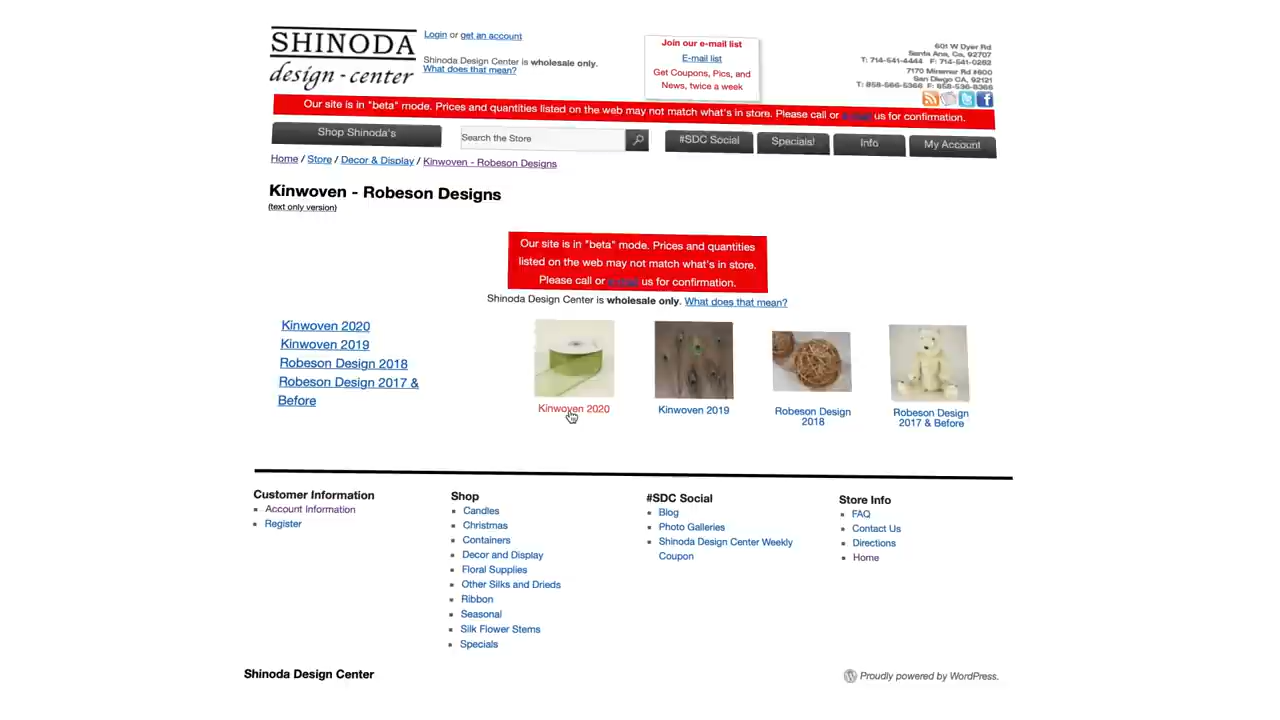 SHINODA
design-center
Login or get an account
Shinoda Design Center is wholesale only.
What does that mean?
Join our e-mail list
E-mail list
Get Coupons, Pics, and
News, twice a week
601 W Dyer Rd
Santa Ana, Ca, 92707
T: 714-541-4444 F: 714-541-0262
7170 Miramar Rd #600
San Diego CA, 92121
T: 858-566-5366 F: 858-536-8366
Our site is in "beta" mode. Prices and quantities listed on the web may not match what's in store. Please call or e-mail us for confirmation.
Shop Shinoda's
Search the Store
#SDC Social
Specials!
Info
My Account
Home / Store / Decor & Display / Kinwoven - Robeson Designs
Kinwoven - Robeson Designs
(text only version)
Our site is in "beta" mode. Prices and quantities
listed on the web may not match what's in store.
Please call or e-mail us for confirmation.
Shinoda Design Center is wholesale only. What does that mean?
Kinwoven 2020
Kinwoven 2019
Robeson Design 2018
Robeson Design 2017 &
Before
Kinwoven 2020
Kinwoven 2019
Robeson Design
2018
Robeson Design
2017 & Before
Customer Information
Account Information
Register
Shop
Candles
Christmas
Containers
Decor and Display
Floral Supplies
Other Silks and Drieds
Ribbon
Seasonal
Silk Flower Stems
Specials
#SDC Social
Blog
Photo Galleries
Shinoda Design Center Weekly
Coupon
Store Info
FAQ
Contact Us
Directions
Home
Shinoda Design Center
Proudly powered by WordPress.